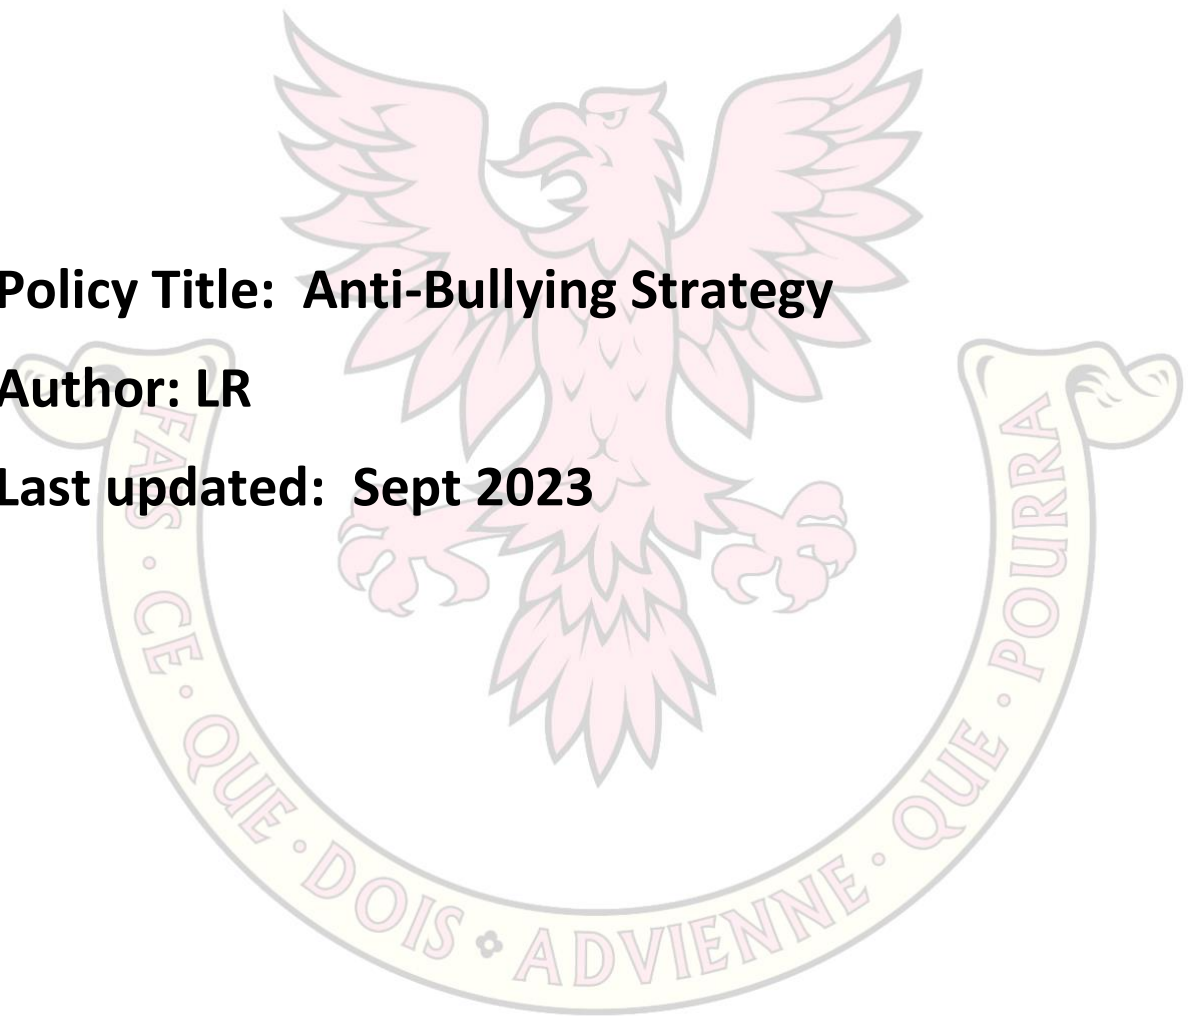 Policy Title: Anti-Bullying Strategy
Author: LR
Last updated: Sept 2023
FAIS · CE · QUE · DOIS · ADVIENNE · QUE · POURRA